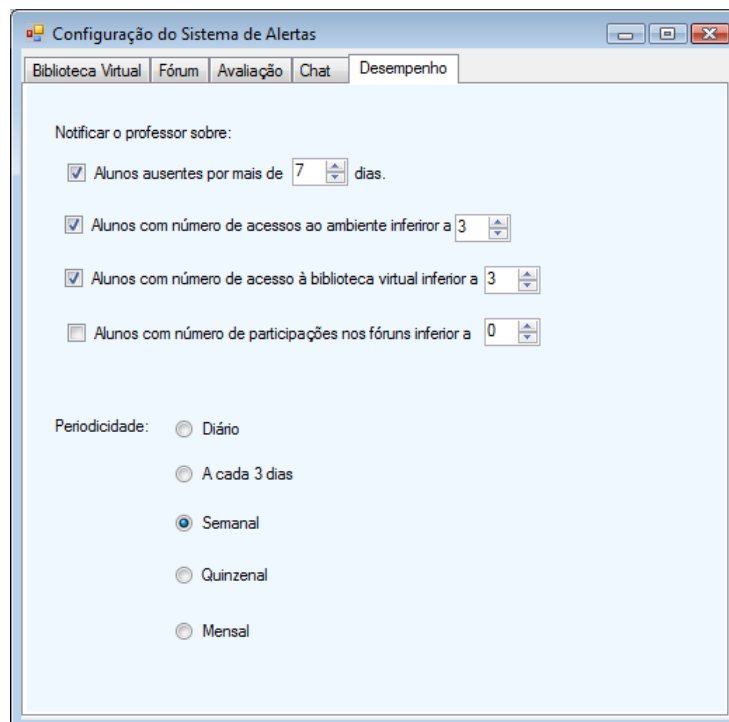 Configuração do Sistema de Alertas
Biblioteca Virtual Fórum Avaliação Chat Desempenho
Notificar o professor sobre:
Alunos ausentes por mais de 7 dias.
Alunos com número de acessos ao ambiente inferiror a 3
Alunos com número de acesso à biblioteca virtual inferior a 3
Alunos com número de participações nos fóruns inferior a 0
Periodicidade: Diário
A cada 3 dias
Semanal
Quinzenal
Mensal